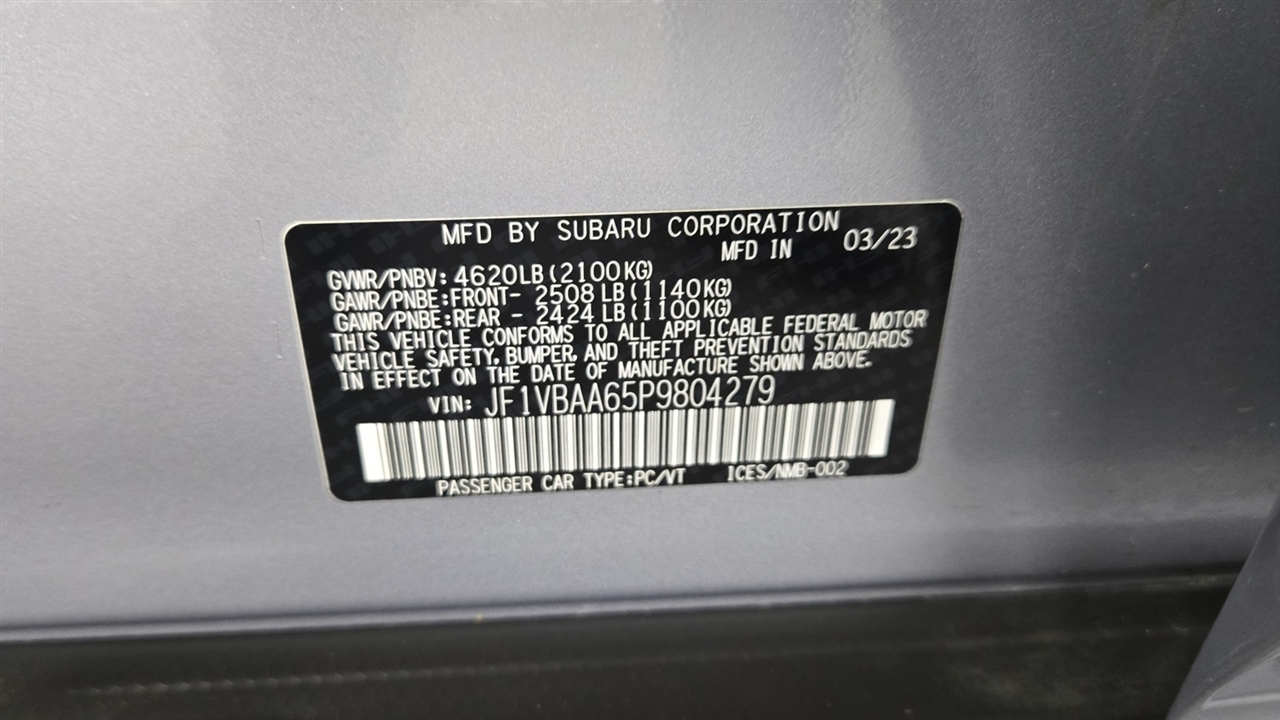 MFD BY SUBARU CORPORATION
MFD IN 03/23
GVWR/PNBV: 4620LB(2100KG)
GAWR/PNBE:FRONT- 2508 LB(1140KG)
GAWR/PNBE:REAR - 2424 LB(1100KG)
THIS VEHICLE CONFORMS TO ALL APPLICABLE FEDERAL MOTOR
VEHICLE SAFETY, BUMPER, AND THEFT PREVENTION STANDARDS
IN EFFECT ON THE DATE OF MANUFACTURE SHOWN ABOVE.
VIN: JF1VBAA65P9804279
PASSENGER CAR TYPE:PC/VT ICES/NMB-002